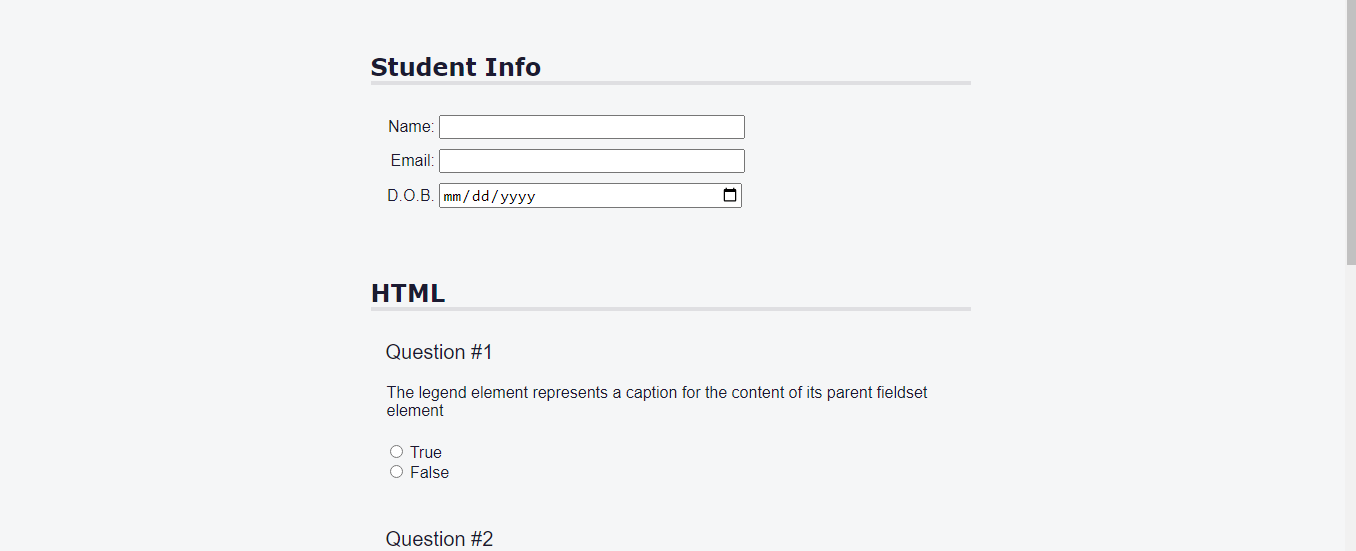 Student Info
Name:
Email:
D.O.B. mm/dd/yyyy
HTML
Question #1
The legend element represents a caption for the content of its parent fieldset
element
True
False
Question #2